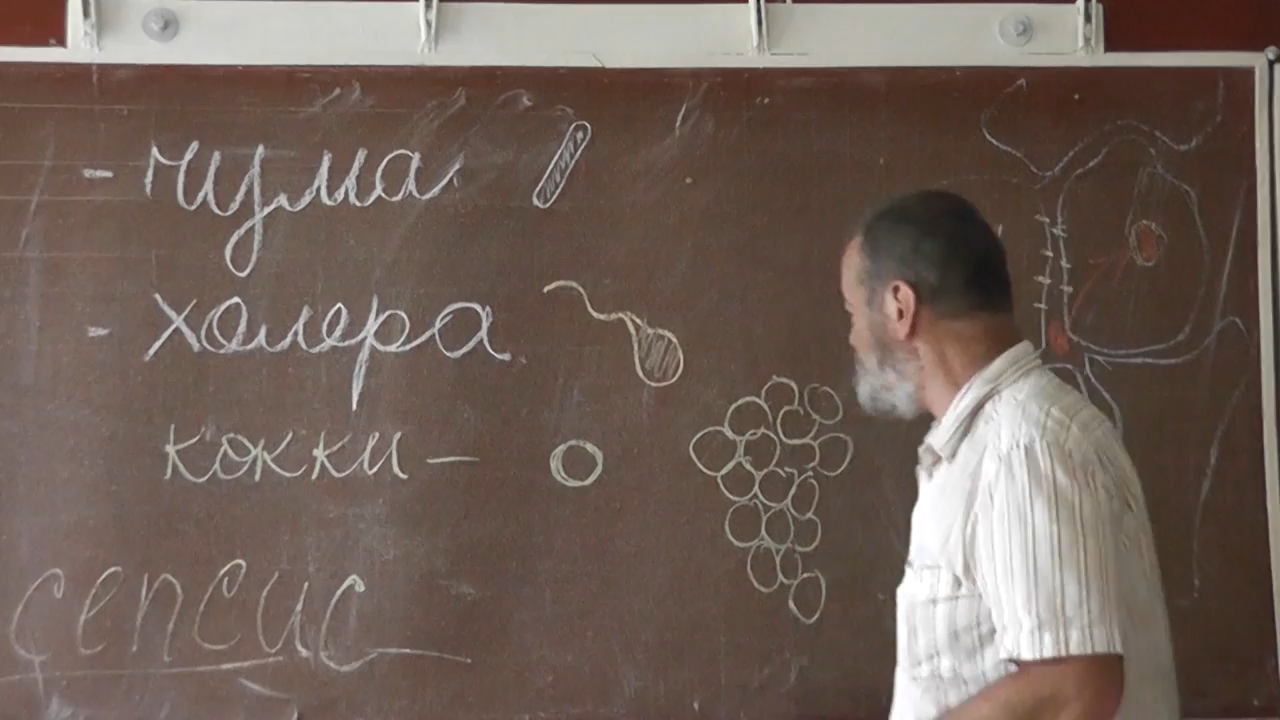 - чума
- холера
кокки —
сепсис